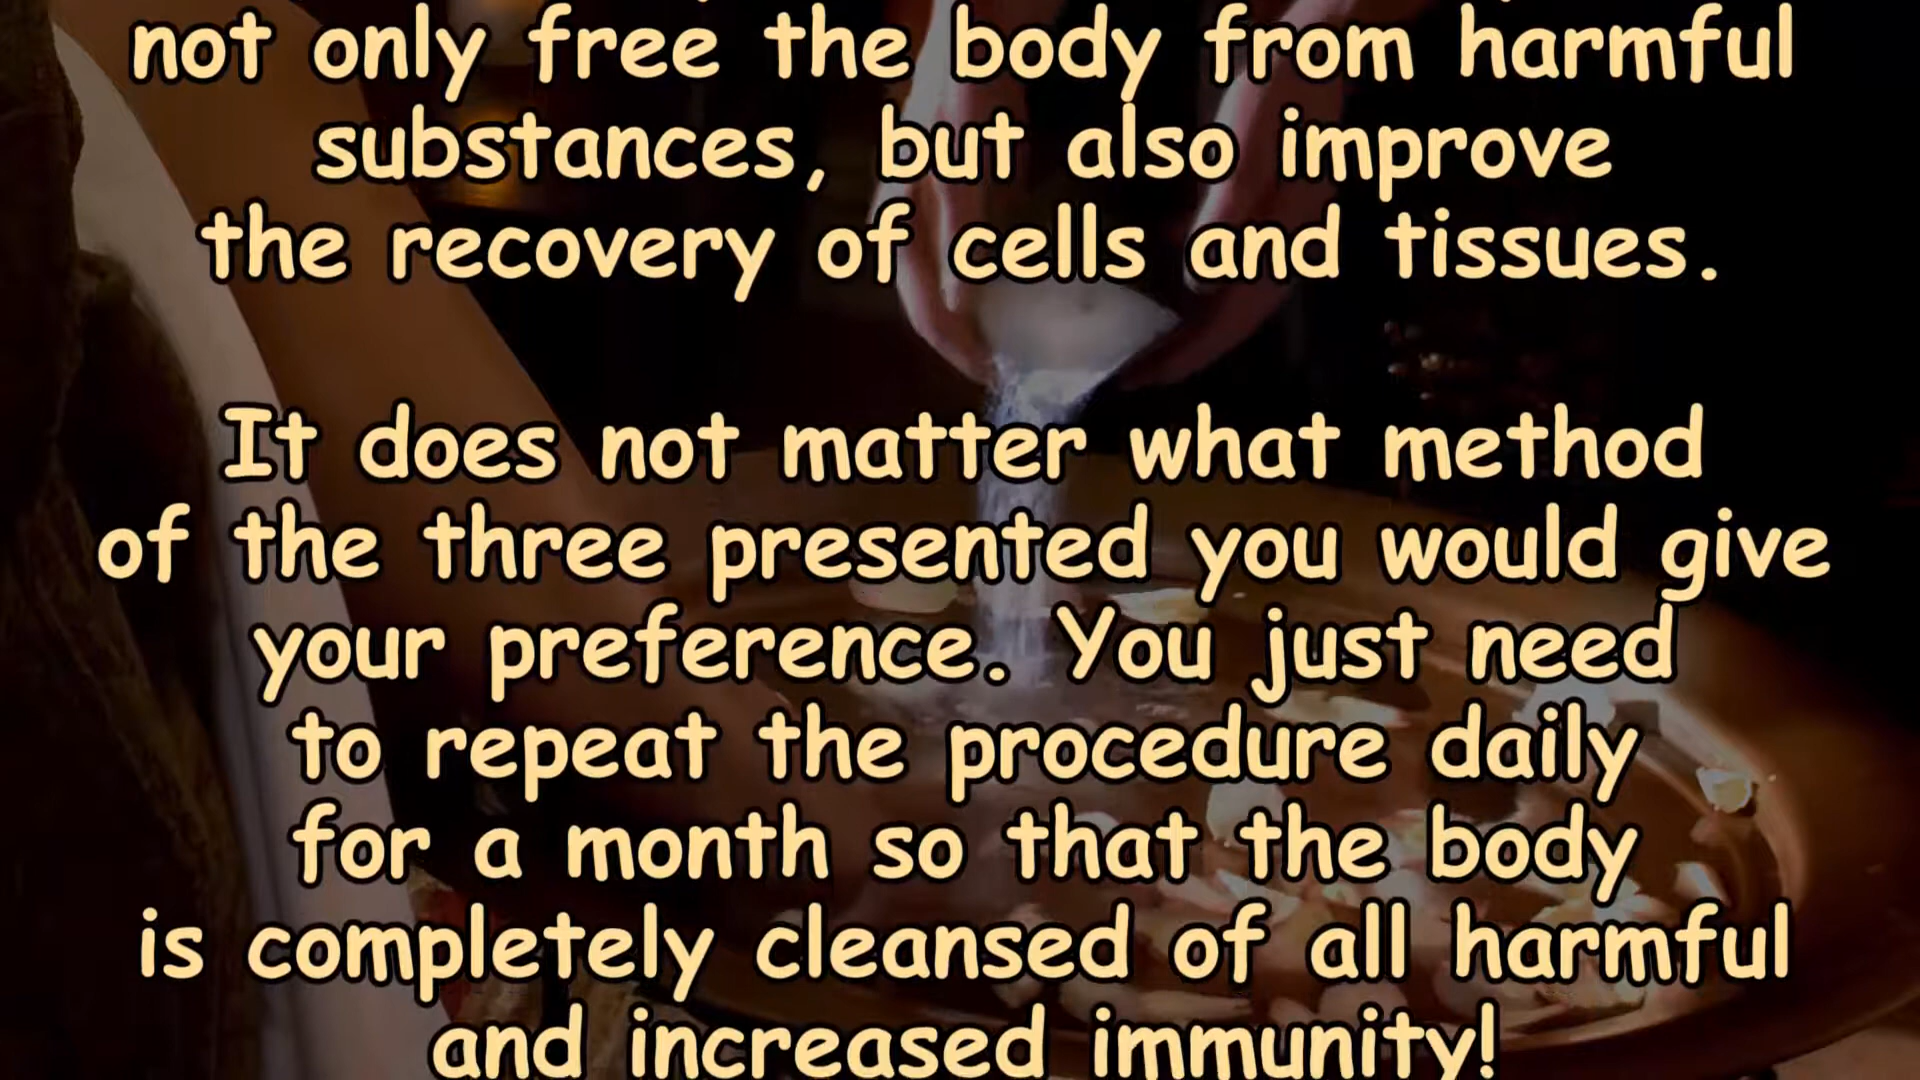 not only free the body from harmful
substances, but also improve
the recovery of cells and tissues.
It does not matter what method
of the three presented you would give
your preference. You just need
to repeat the procedure daily
for a month so that the body
is completely cleansed of all harmful
and increased immunity!